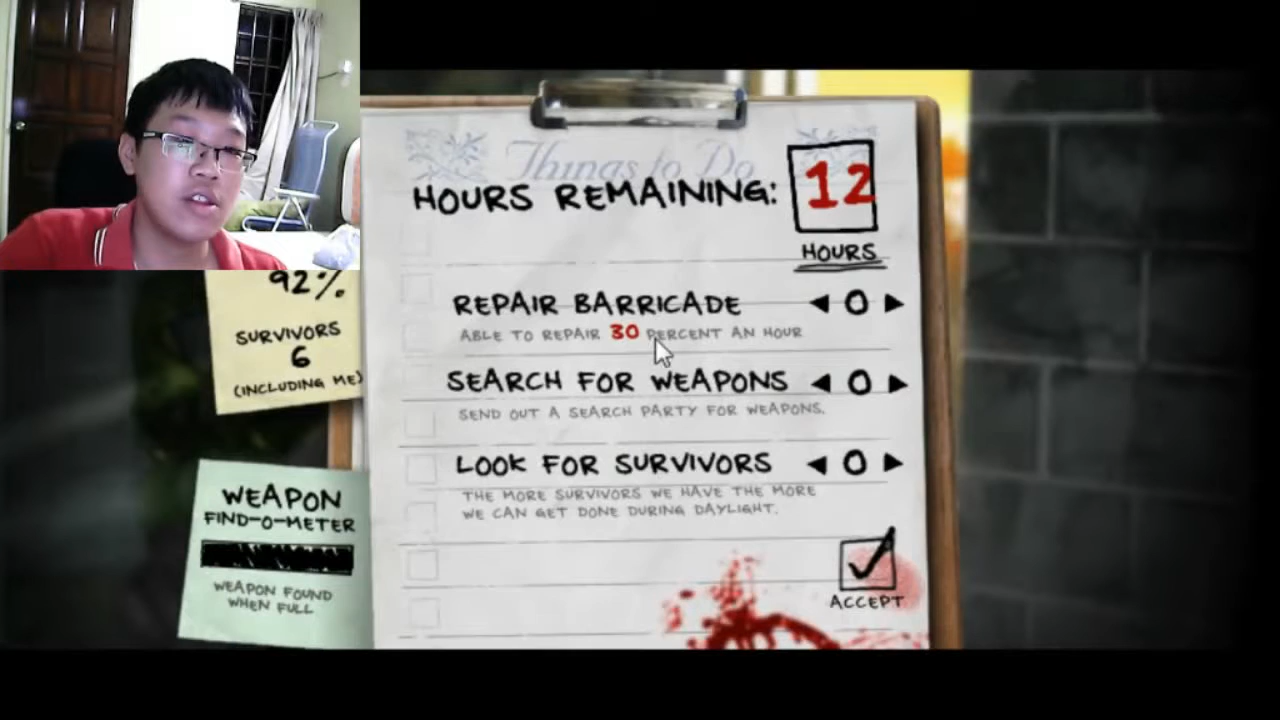 Things to Do
HOURS REMAINING: 12
HOURS
REPAIR BARRICADE 0
ABLE TO REPAIR 30 PERCENT AN HOUR
SEARCH FOR WEAPONS 0
SEND OUT A SEARCH PARTY FOR WEAPONS.
LOOK FOR SURVIVORS 0
THE MORE SURVIVORS WE HAVE THE MORE
WE CAN GET DONE DURING DAYLIGHT.
ACCEPT
92%
SURVIVORS
6
(INCLUDING ME)
WEAPON
FIND-O-METER
WEAPON FOUND
WHEN FULL